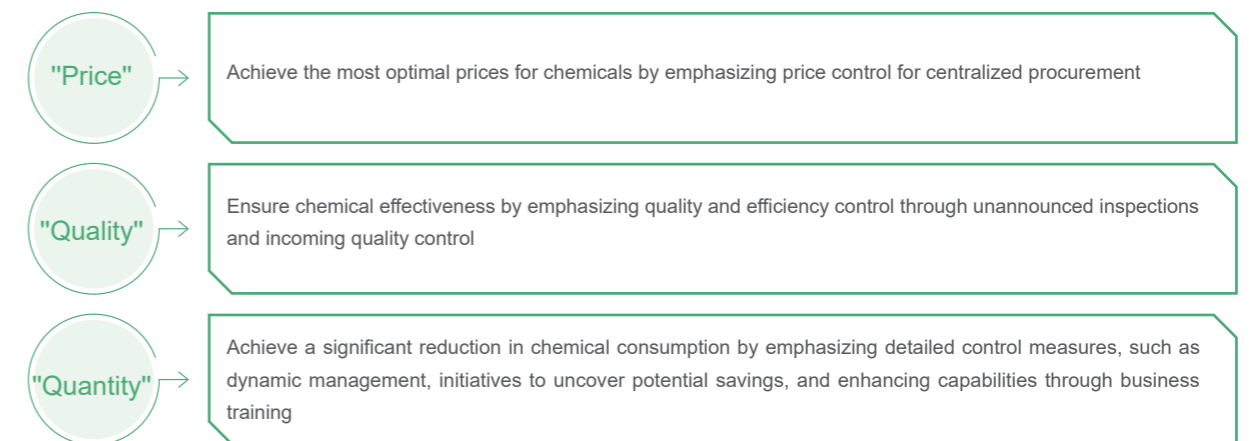 "Price"
Achieve the most optimal prices for chemicals by emphasizing price control for centralized procurement
"Quality"
Ensure chemical effectiveness by emphasizing quality and efficiency control through unannounced inspections
and incoming quality control
"Quantity"
Achieve a significant reduction in chemical consumption by emphasizing detailed control measures, such as
dynamic management, initiatives to uncover potential savings, and enhancing capabilities through business
training